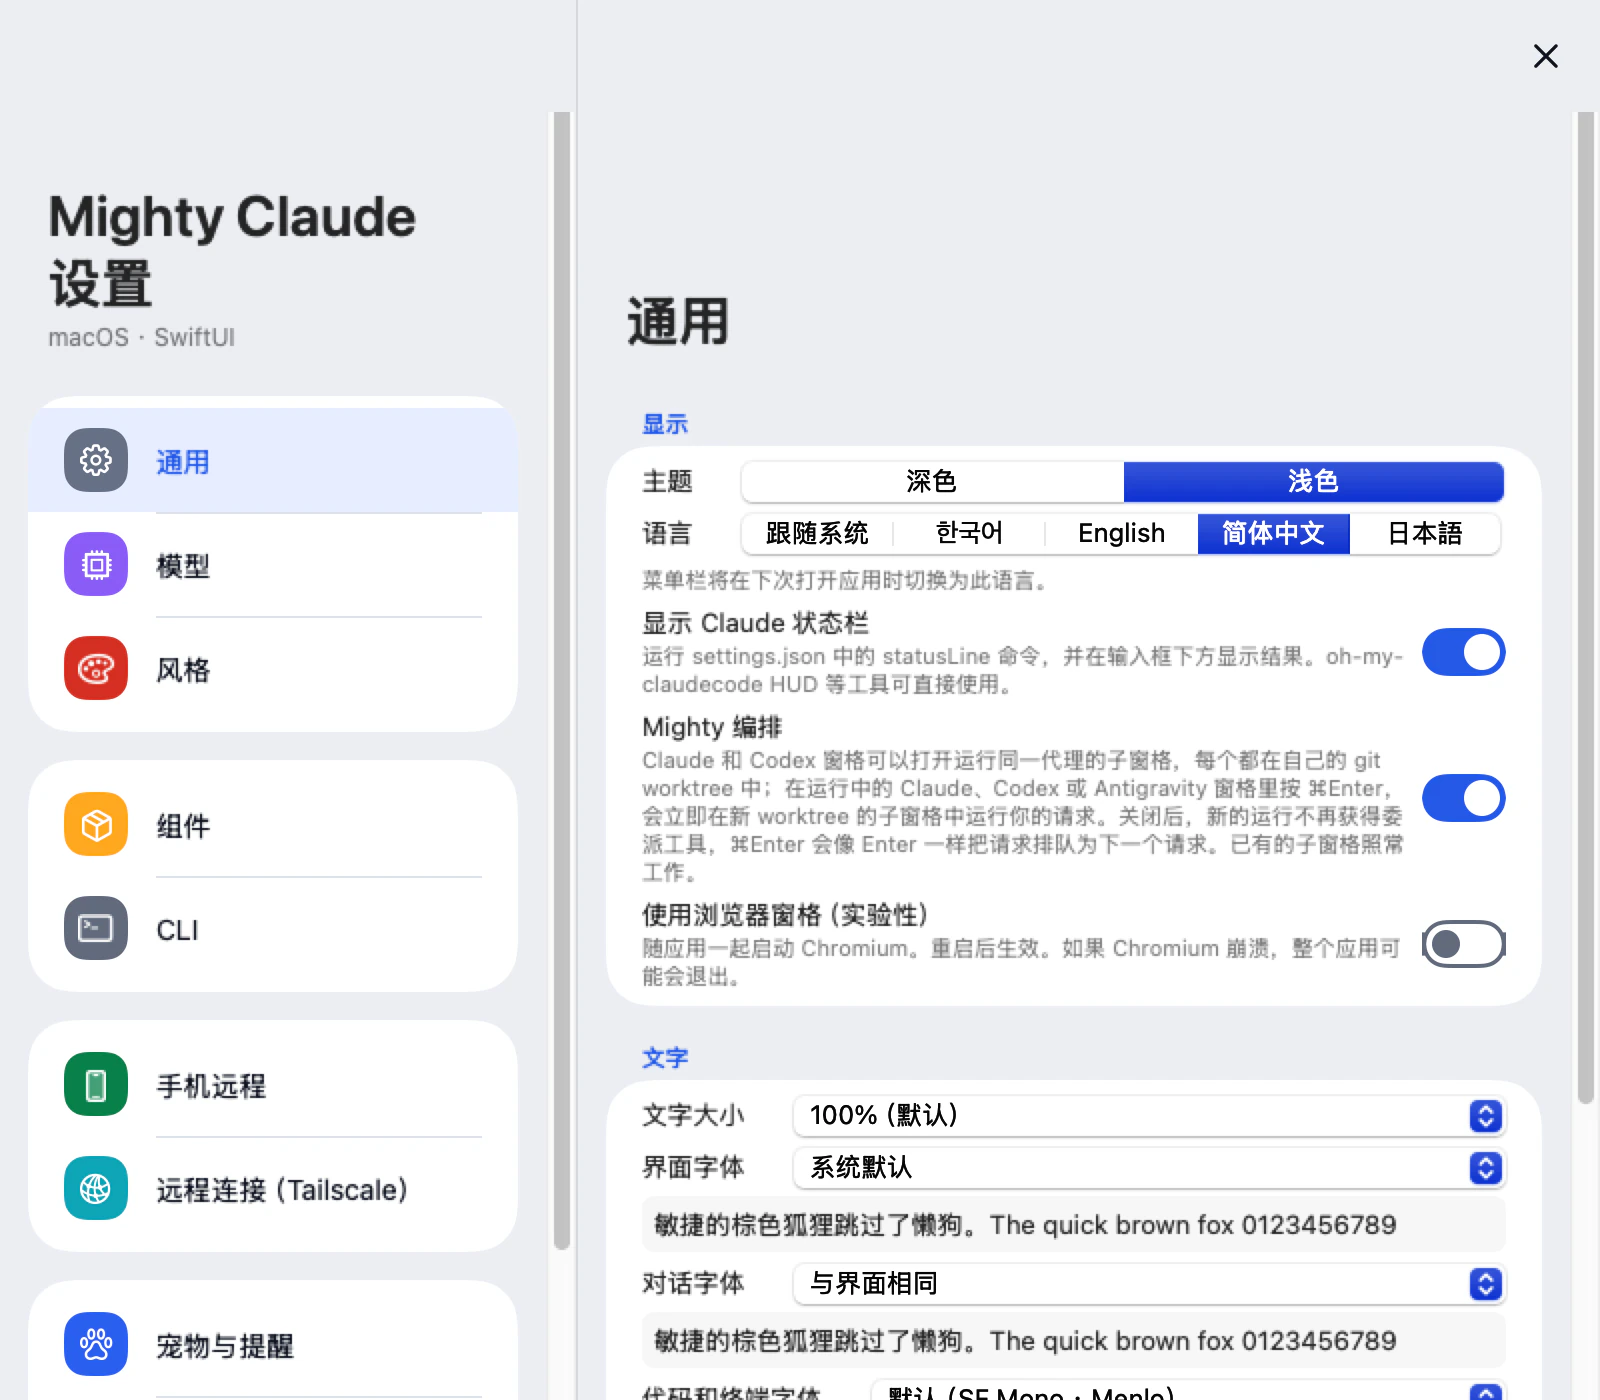 Mighty Claude
设置
macOS · SwiftUI
通用
模型
风格
组件
CLI
手机远程
远程连接 (Tailscale)
宠物与提醒
通用
显示
主题 深色 浅色
语言 跟随系统 한국어 English 简体中文 日本語
菜单栏将在下次打开应用时切换为此语言。
显示 Claude 状态栏
运行 settings.json 中的 statusLine 命令，并在输入框下方显示结果。oh-my-
claudecode HUD 等工具可直接使用。
Mighty 编排
Claude 和 Codex 窗格可以打开运行同一代理的子窗格，每个都在自己的 git
worktree 中；在运行中的 Claude、Codex 或 Antigravity 窗格里按 ⌘Enter，
会立即在新 worktree 的子窗格中运行你的请求。关闭后，新的运行不再获得委
派工具，⌘Enter 会像 Enter 一样把请求排队为下一个请求。已有的子窗格照常
工作。
使用浏览器窗格（实验性）
随应用一起启动 Chromium。重启后生效。如果 Chromium 崩溃，整个应用可
能会退出。
文字
文字大小 100%（默认）
界面字体 系统默认
敏捷的棕色狐狸跳过了懒狗。The quick brown fox 0123456789
对话字体 与界面相同
敏捷的棕色狐狸跳过了懒狗。The quick brown fox 0123456789
代码和终端字体 默认（SF Mono · Menlo）